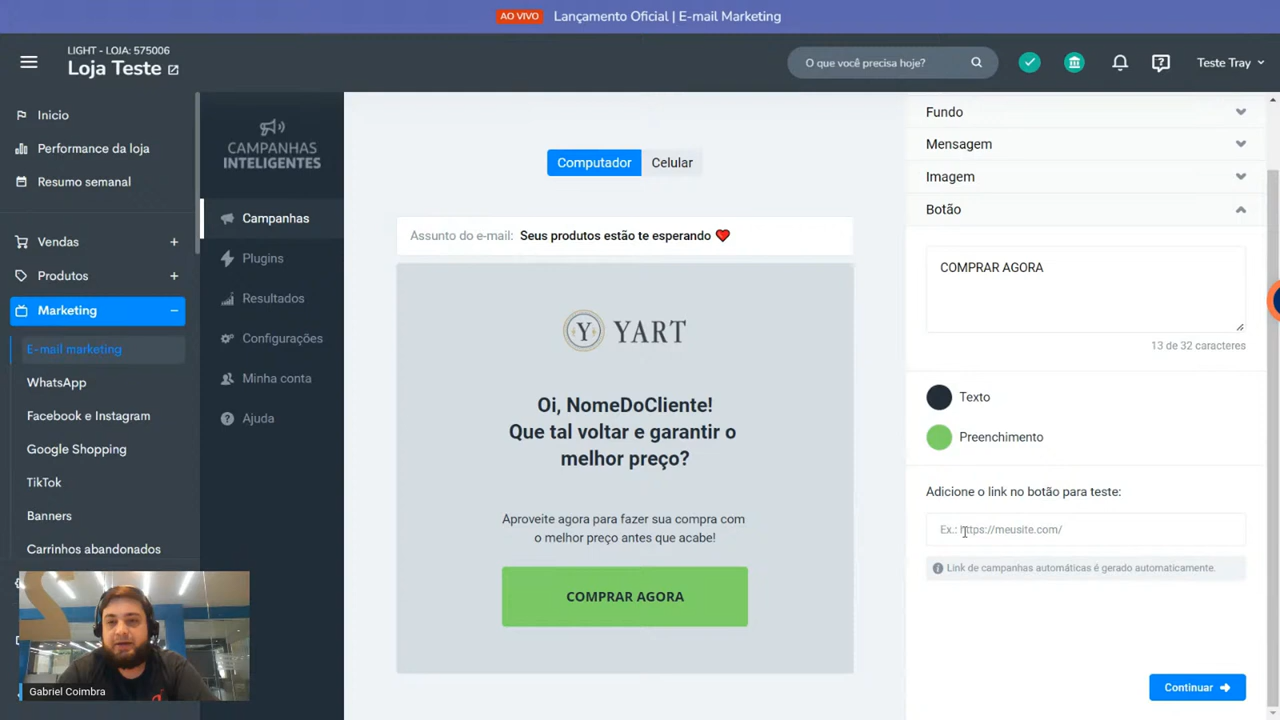 AO VIVO Lançamento Oficial | E-mail Marketing
LIGHT - LOJA: 575006
Loja Teste
O que você precisa hoje?
Teste Tray
Inicio
Performance da loja
Resumo semanal
Vendas
Produtos
Marketing
E-mail marketing
WhatsApp
Facebook e Instagram
Google Shopping
TikTok
Banners
Carrinhos abandonados
Gabriel Coimbra
CAMPANHAS
INTELIGENTES
Campanhas
Plugins
Resultados
Configurações
Minha conta
Ajuda
Computador Celular
Assunto do e-mail: Seus produtos estão te esperando ❤️
Y YART
Oi, NomeDoCliente!
Que tal voltar e garantir o
melhor preço?
Aproveite agora para fazer sua compra com
o melhor preço antes que acabe!
COMPRAR AGORA
Fundo
Mensagem
Imagem
Botão
COMPRAR AGORA
13 de 32 caracteres
Texto
Preenchimento
Adicione o link no botão para teste:
Ex.: https://meusite.com/
Link de campanhas automáticas é gerado automaticamente.
Continuar